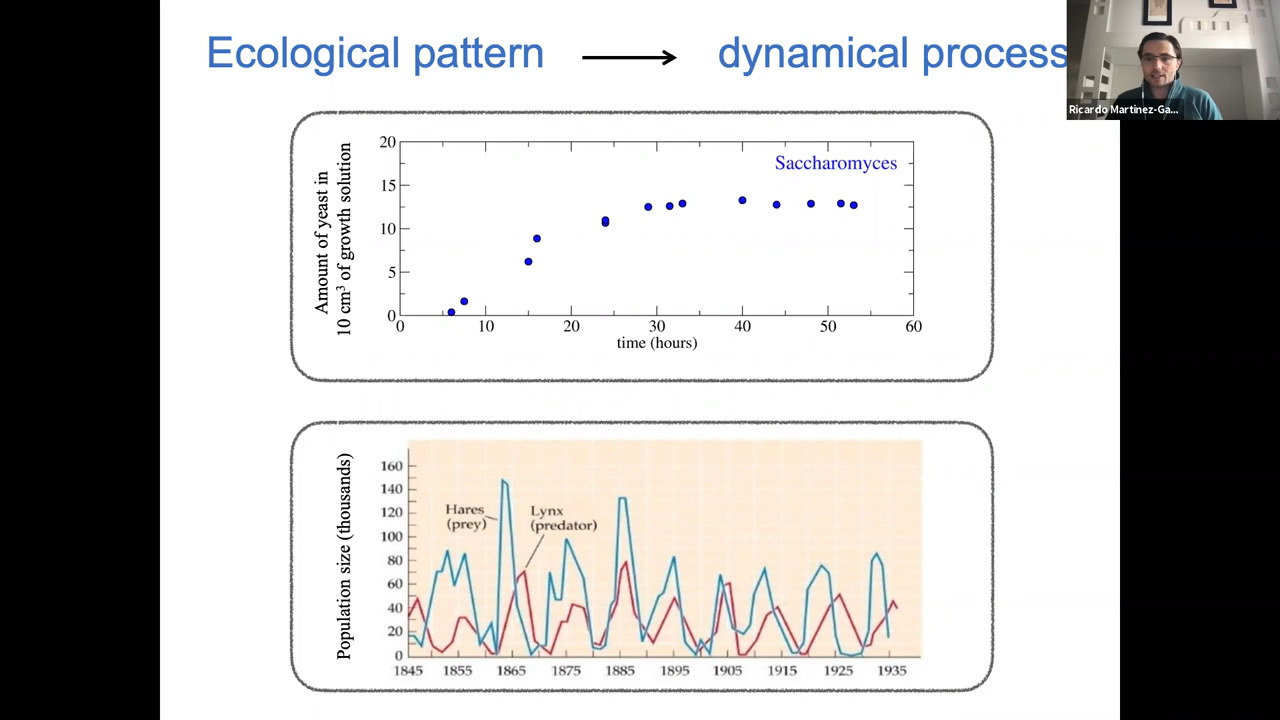 Ecological pattern → dynamical process
Ricardo Martinez-Ga...
Amount of yeast in
10 cm³ of growth solution
20
15
10
5
0
Saccharomyces
0 10 20 30 40 50 60
time (hours)
Population size (thousands)
160
140
120
100
80
60
40
20
0
Hares
(prey)
Lynx
(predator)
1845 1855 1865 1875 1885 1895 1905 1915 1925 1935